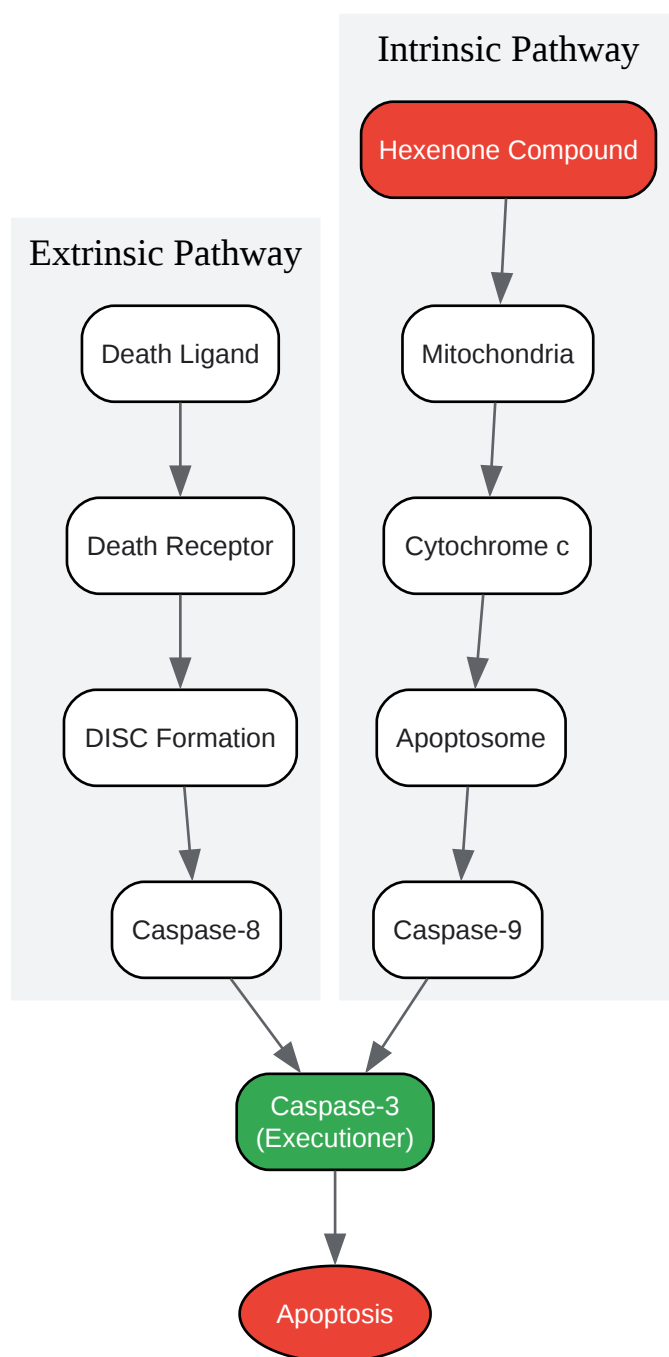 Intrinsic Pathway
Hexenone Compound
Extrinsic Pathway
Death Ligand
Mitochondria
Death Receptor
Cytochrome c
DISC Formation
Apoptosome
Caspase-8
Caspase-9
Caspase-3
(Executioner)
Apoptosis